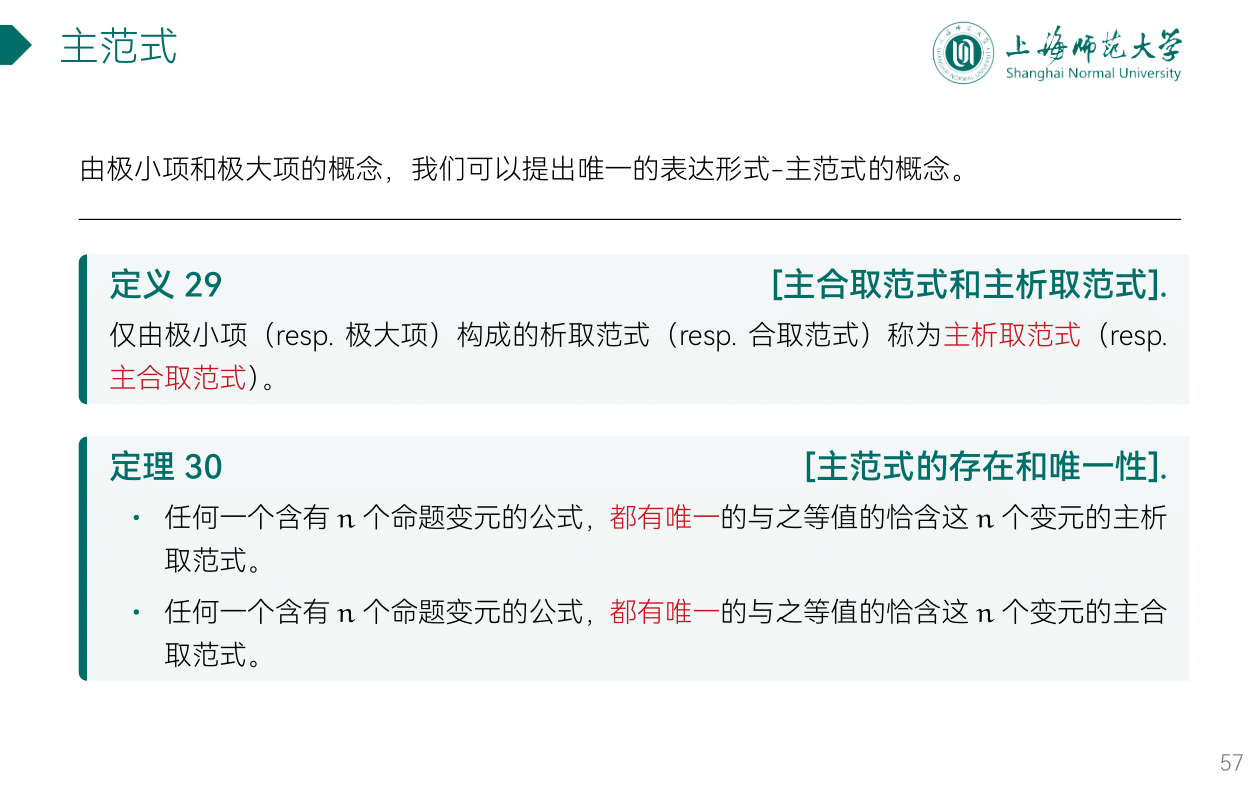 主范式
上海师范大学
Shanghai Normal University
由极小项和极大项的概念，我们可以提出唯一的表达形式-主范式的概念。
定义 29 [主合取范式和主析取范式].
仅由极小项（resp. 极大项）构成的析取范式（resp. 合取范式）称为主析取范式（resp.
主合取范式）。
定理 30 [主范式的存在和唯一性].
• 任何一个含有 n 个命题变元的公式，都有唯一的与之等值的恰含这 n 个变元的主析
取范式。
• 任何一个含有 n 个命题变元的公式，都有唯一的与之等值的恰含这 n 个变元的主合
取范式。
57